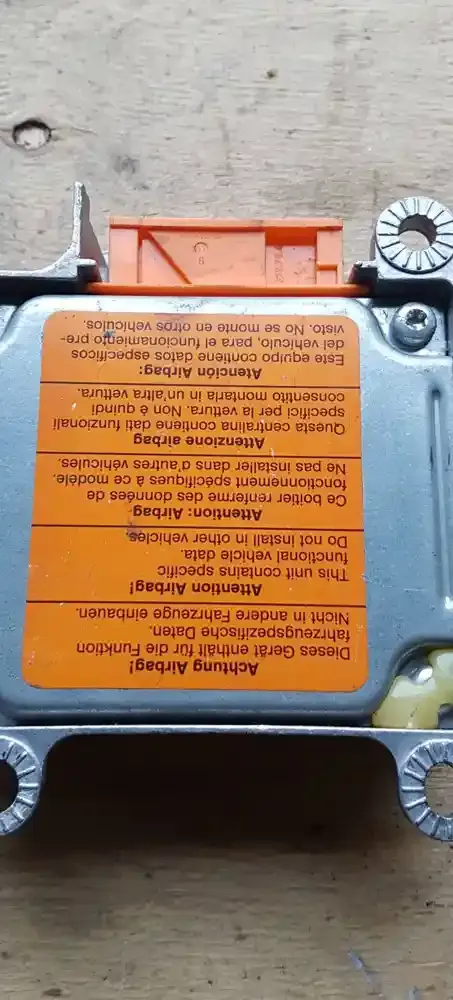 Achtung Airbag!
Dieses Gerät enthält für die Funktion
fahrzeugspezifische Daten.
Nicht in andere Fahrzeuge einbauen.
Attention Airbag!
This unit contains specific
functional vehicle data.
Do not install in other vehicles.
Attention: Airbag
Ce boîtier renferme des données de
fonctionnement spécifiques à ce modèle.
Ne pas installer dans d'autres véhicules.
Attenzione airbag
Questa centralina contiene dati funzionali
specifici per la vettura. Non è quindi
consentito montarla in un'altra vettura.
Atención Airbag:
Este equipo contiene datos específicos
del vehículo, para el funcionamiento pre-
visto. No se monte en otros vehículos.